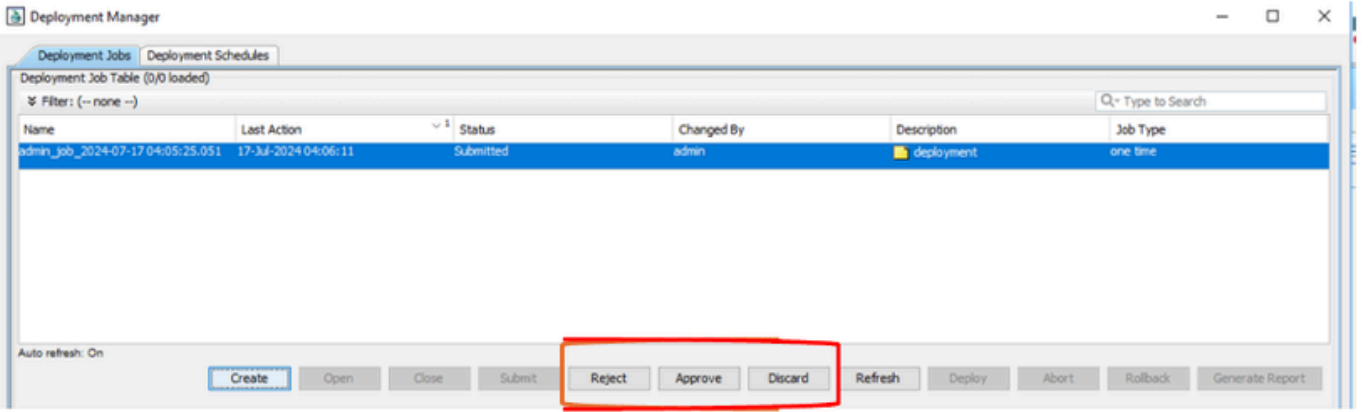 Deployment Manager
Deployment Jobs Deployment Schedules
Deployment Job Table (0/0 loaded)
Filter: (-- none --) Type to Search
Name Last Action 1 Status Changed By Description Job Type
admin_job_2024-07-17 04:05:25.051 17-Jul-2024 04:06:11 Submitted admin deployment one time
Auto refresh: On
Create Open Close Submit Reject Approve Discard Refresh Deploy Abort Rollback Generate Report